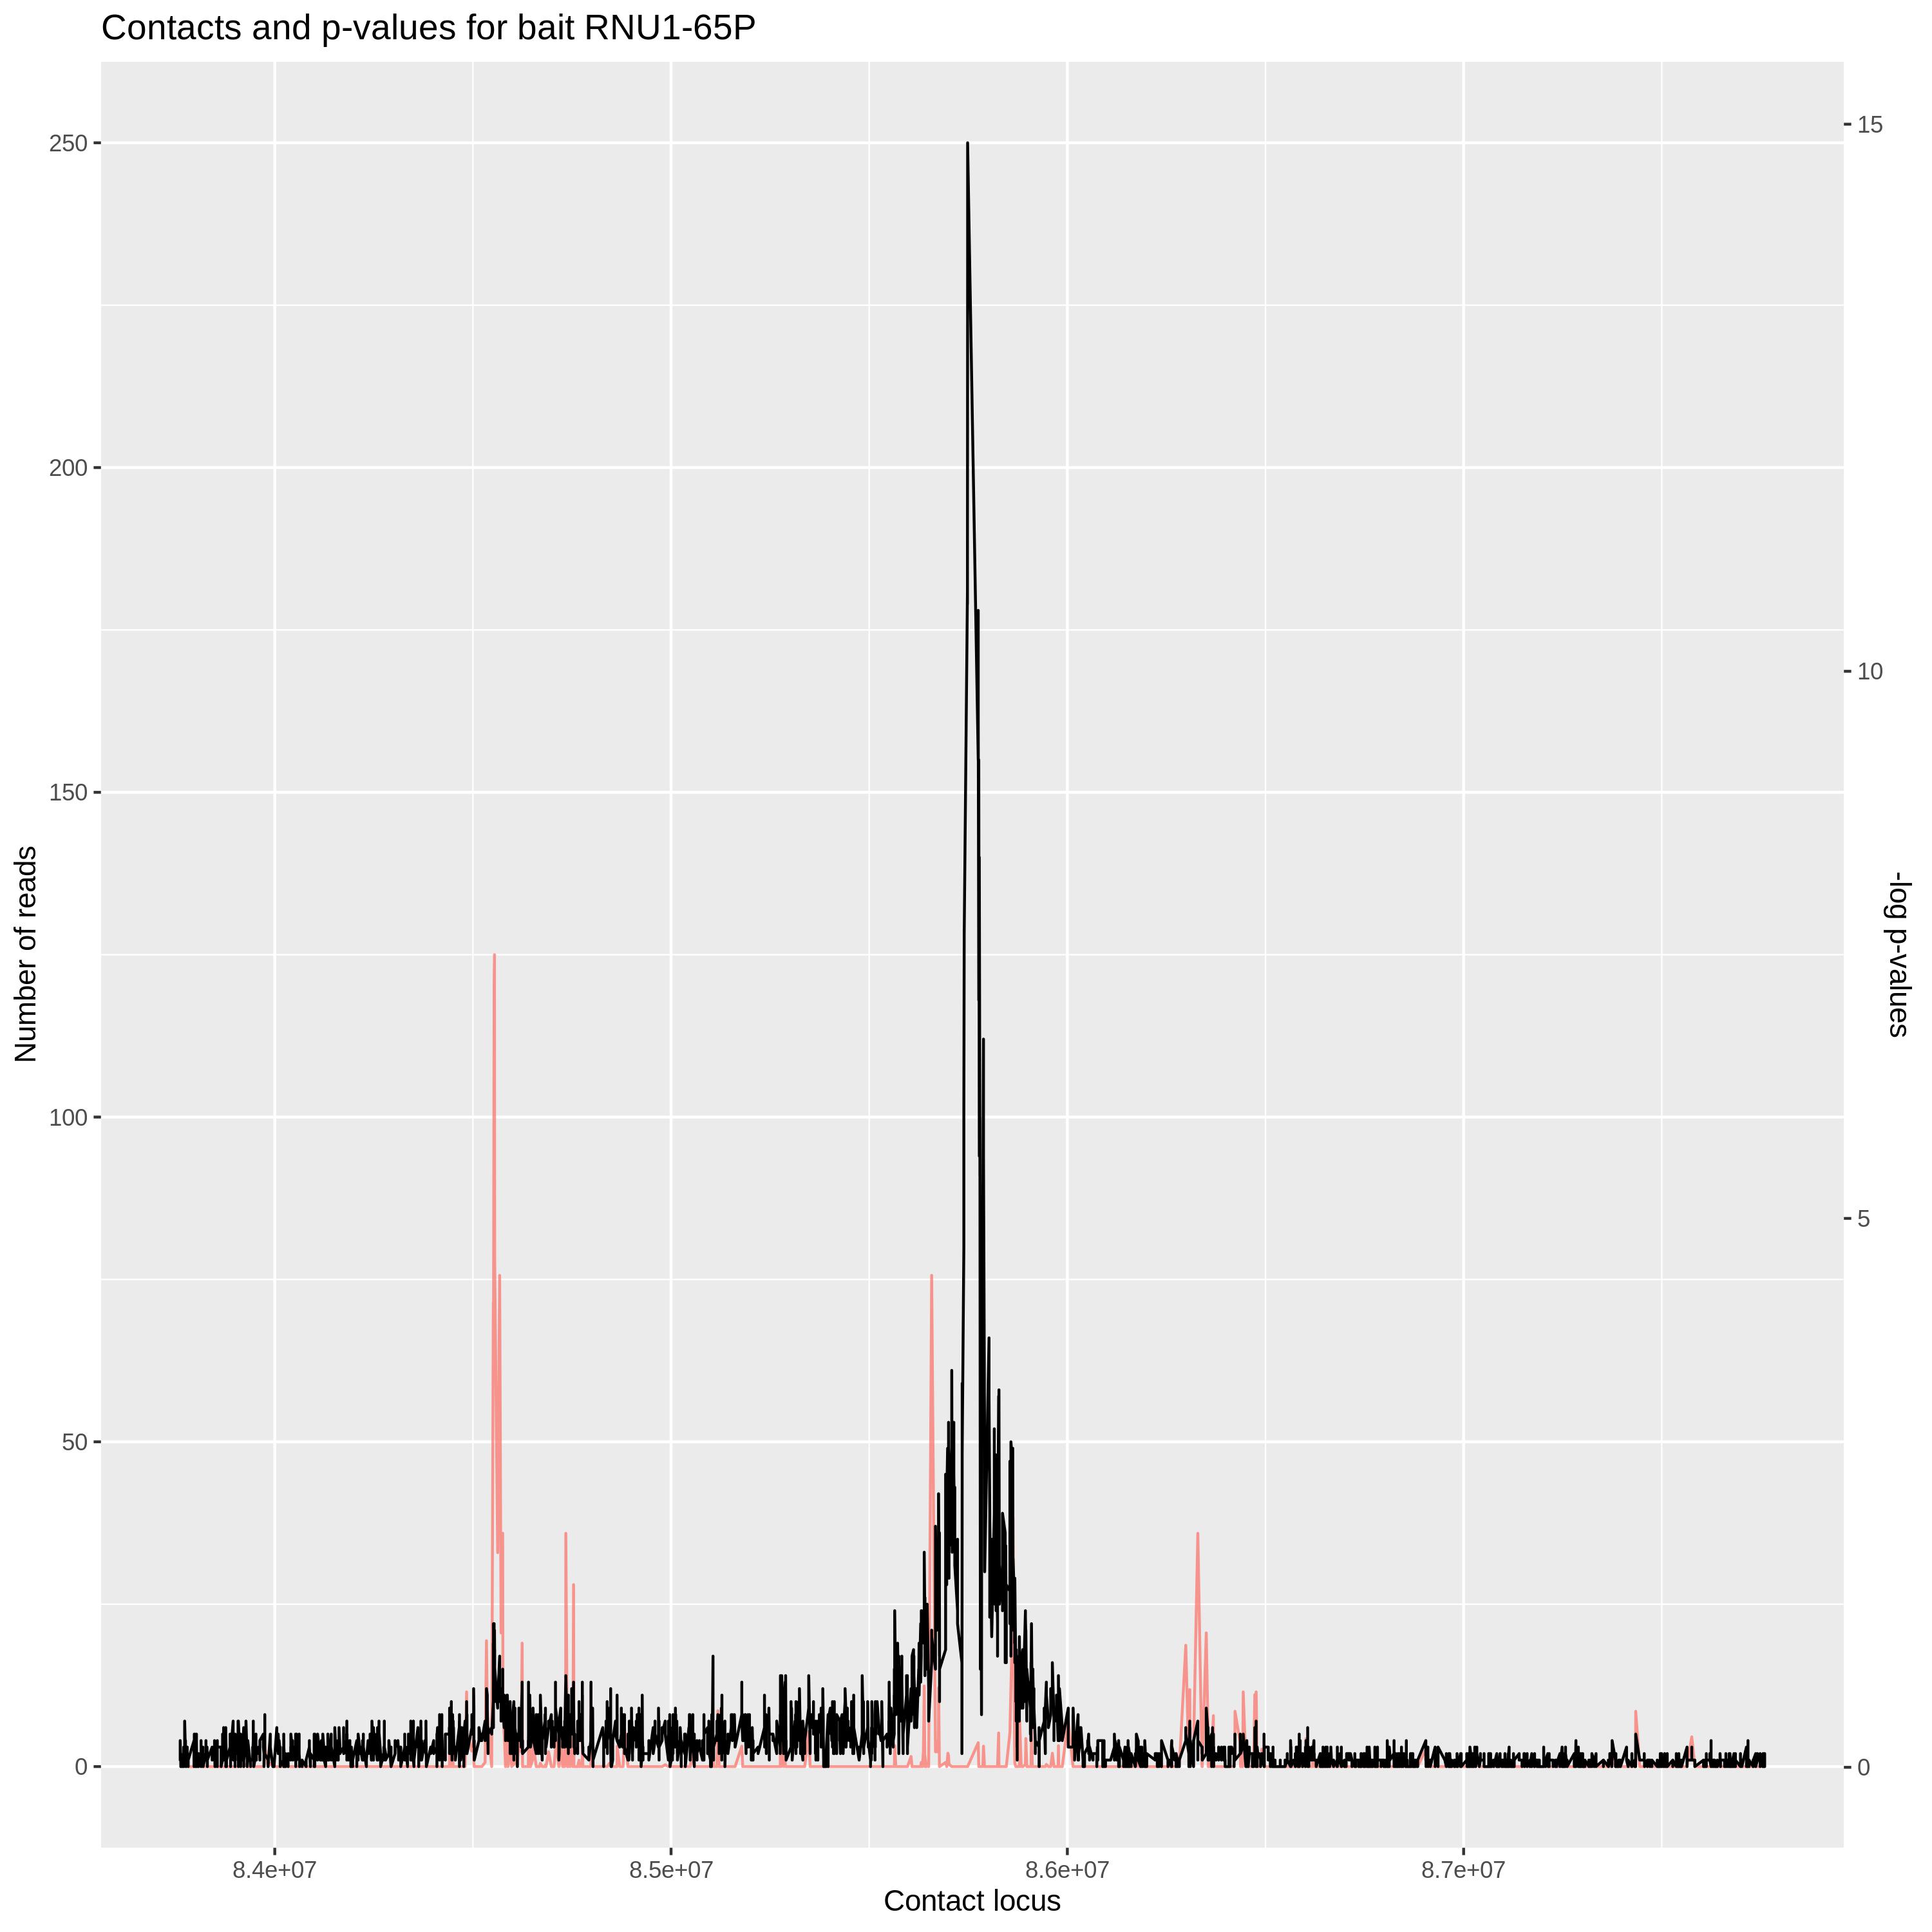 Contacts and p-values for bait RNU1-65P
250
200
150
100
50
0
Number of reads
15
10
5
0
-log p-values
8.4e+07 8.5e+07 8.6e+07 8.7e+07
Contact locus